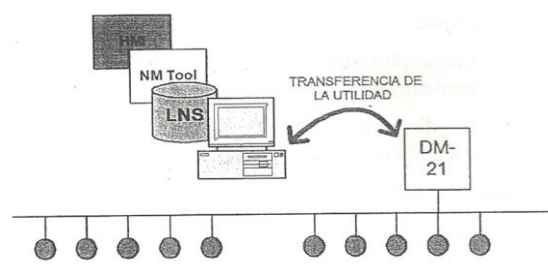 HMI
NM Tool
LNS
TRANSFERENCIA DE
LA UTILIDAD
DM-
21